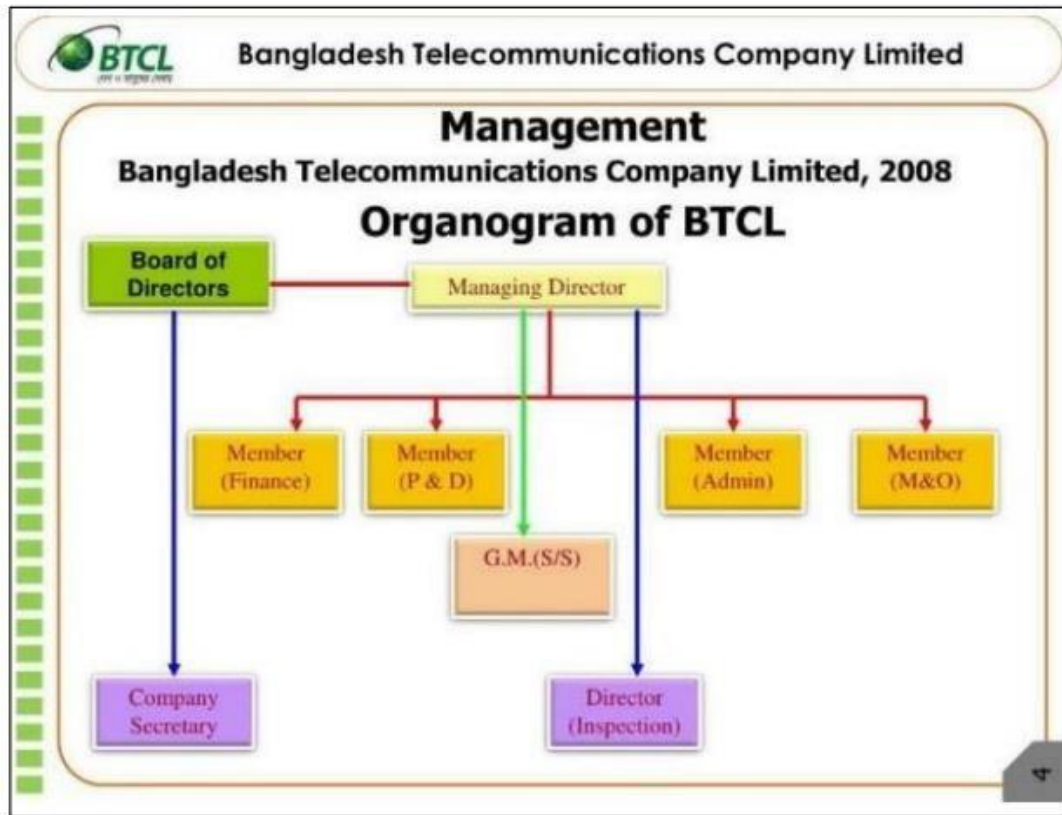 BTCL
Bangladesh Telecommunications Company Limited
Management
Bangladesh Telecommunications Company Limited, 2008
Organogram of BTCL
Board of
Directors
Managing Director
Member
(Finance)
Member
(P & D)
Member
(Admin)
Member
(M&O)
G.M.(S/S)
Company
Secretary
Director
(Inspection)
4